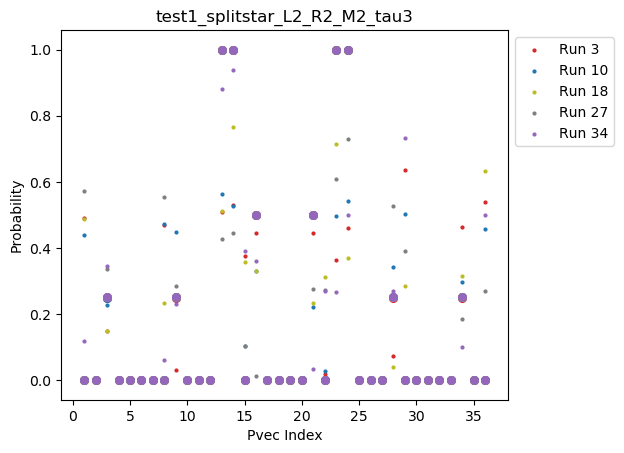 test1_splitstar_L2_R2_M2_tau3
1.0
0.8
0.6
0.4
0.2
0.0
Probability
0 5 10 15 20 25 30 35
Pvec Index
Run 3
Run 10
Run 18
Run 27
Run 34